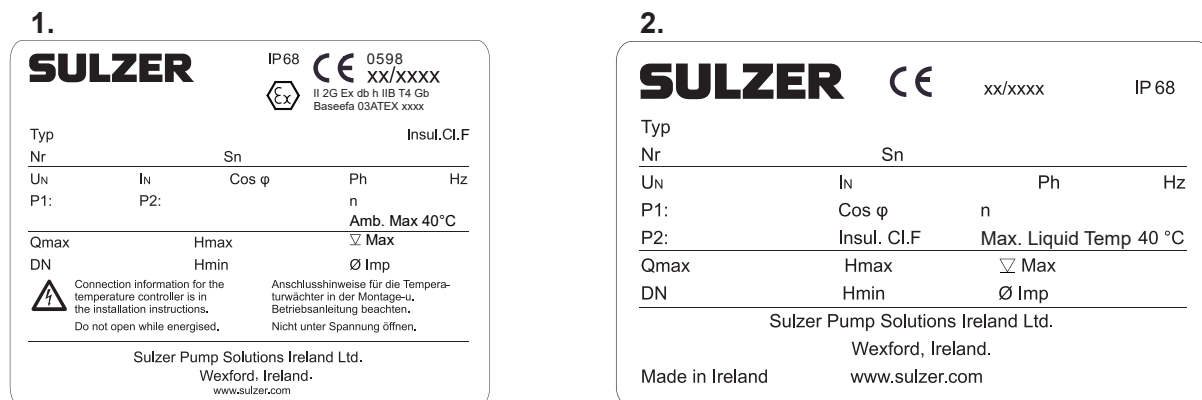 1.
SULZER IP68 CE 0598
xx/xxxx
Ex II 2G Ex db h IIB T4 Gb
Baseefa 03ATEX xxxx
Typ Insul.Cl.F
Nr Sn
UN IN Cos φ Ph Hz
P1: P2: n
Amb. Max 40°C
Qmax Hmax Max
DN Hmin Ø Imp
Connection information for the
temperature controller is in
the installation instructions.
Do not open while energised.
Anschlusshinweise für die Tempera-
turwächter in der Montage-u.
Betriebsanleitung beachten.
Nicht unter Spannung öffnen.
Sulzer Pump Solutions Ireland Ltd.
Wexford, Ireland.
www.sulzer.com
2.
SULZER CE xx/xxxx IP 68
Typ
Nr Sn
UN IN Ph Hz
P1: Cos φ n
P2: Insul. Cl.F Max. Liquid Temp 40 °C
Qmax Hmax Max
DN Hmin Ø Imp
Sulzer Pump Solutions Ireland Ltd.
Wexford, Ireland.
Made in Ireland www.sulzer.com